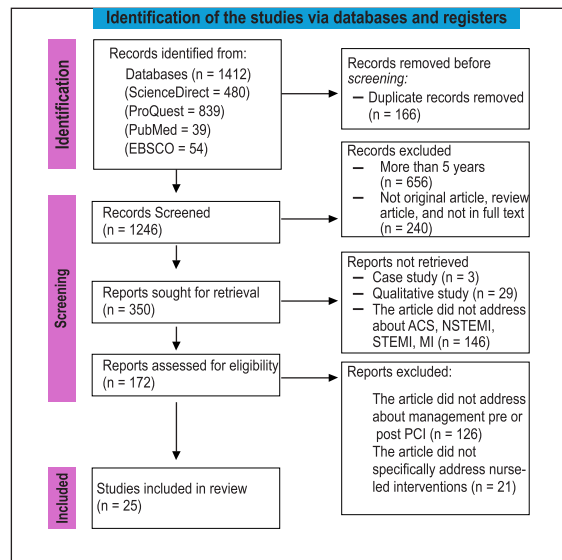 Identification of the studies via databases and registers
Identification
Records identified from:
Databases (n = 1412)
(ScienceDirect = 480)
(ProQuest = 839)
(PubMed = 39)
(EBSCO = 54)
Records removed before
screening:
– Duplicate records removed
(n = 166)
Screening
Records Screened
(n = 1246)
Records excluded
– More than 5 years
(n = 656)
– Not original article, review
article, and not in full text
(n = 240)
Reports sought for retrieval
(n = 350)
Reports not retrieved
– Case study (n = 3)
– Qualitative study (n = 29)
– The article did not address
about ACS, NSTEMI,
STEMI, MI (n = 146)
Reports assessed for eligibility
(n = 172)
Reports excluded:
The article did not address
about management pre or
post PCI (n = 126)
The article did not
specifically address nurse-
led interventions (n = 21)
Included
Studies included in review
(n = 25)